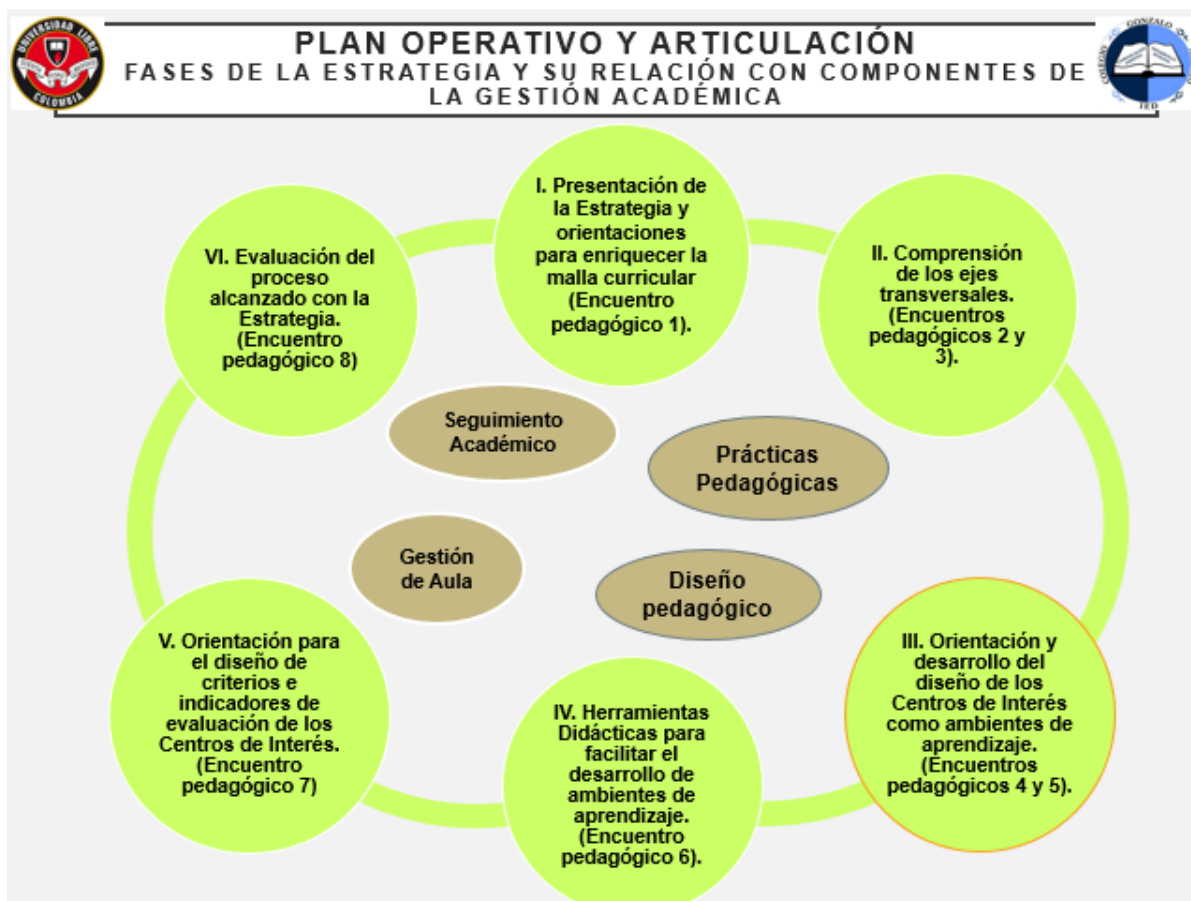 PLAN OPERATIVO Y ARTICULACIÓN
FASES DE LA ESTRATEGIA Y SU RELACIÓN CON COMPONENTES DE
LA GESTIÓN ACADÉMICA
UNIVERSIDAD LIBRE
COLOMBIA
COLEGIO GONZALO
IED
I. Presentación de
la Estrategia y
orientaciones
para enriquecer la
malla curricular
(Encuentro
pedagógico 1).
II. Comprensión
de los ejes
transversales.
(Encuentros
pedagógicos 2 y
3).
III. Orientación y
desarrollo del
diseño de los
Centros de Interés
como ambientes de
aprendizaje.
(Encuentros
pedagógicos 4 y 5).
IV. Herramientas
Didácticas para
facilitar el
desarrollo de
ambientes de
aprendizaje.
(Encuentro
pedagógico 6).
V. Orientación para
el diseño de
criterios e
indicadores de
evaluación de los
Centros de Interés.
(Encuentro
pedagógico 7)
VI. Evaluación del
proceso
alcanzado con la
Estrategia.
(Encuentro
pedagógico 8)
Seguimiento
Académico
Prácticas
Pedagógicas
Gestión
de Aula
Diseño
pedagógico